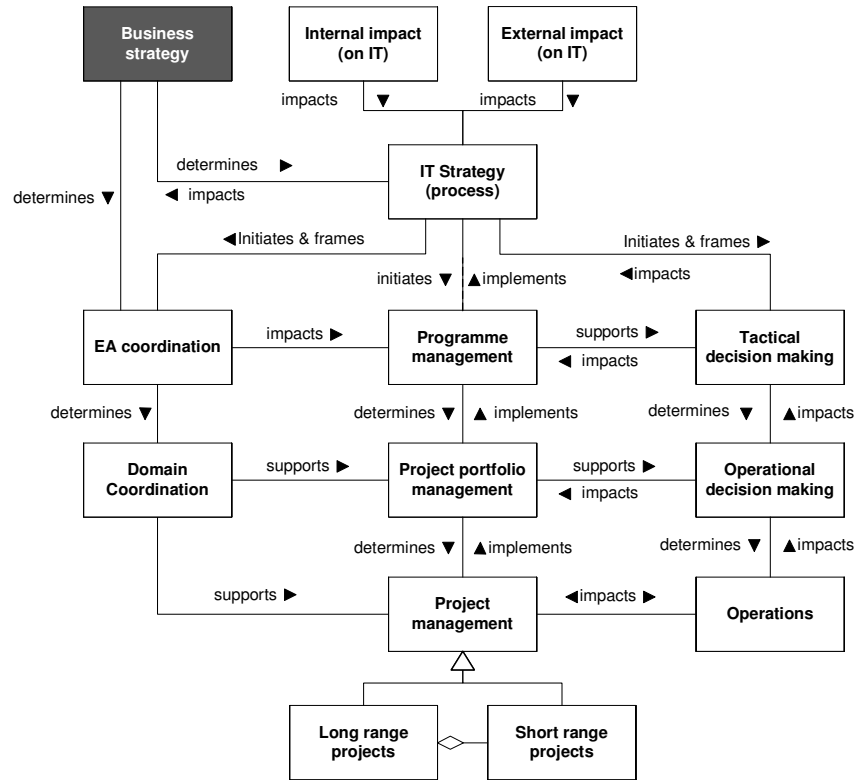 Business
strategy
Internal impact
(on IT)
External impact
(on IT)
impacts ▼
impacts ▼
determines ►
IT Strategy
(process)
determines ▼
◄ impacts
◄Initiates & frames
Initiates & frames ►
◄impacts
initiates ▼
▲implements
EA coordination
impacts ►
Programme
management
supports ►
◄ impacts
Tactical
decision making
determines ▼
determines ▼
▲ implements
determines ▼
▲impacts
Domain
Coordination
supports ►
Project portfolio
management
supports ►
◄ impacts
Operational
decision making
determines ▼
▲implements
determines ▼
▲impacts
supports ►
Project
management
◄impacts ►
Operations
Long range
projects
Short range
projects